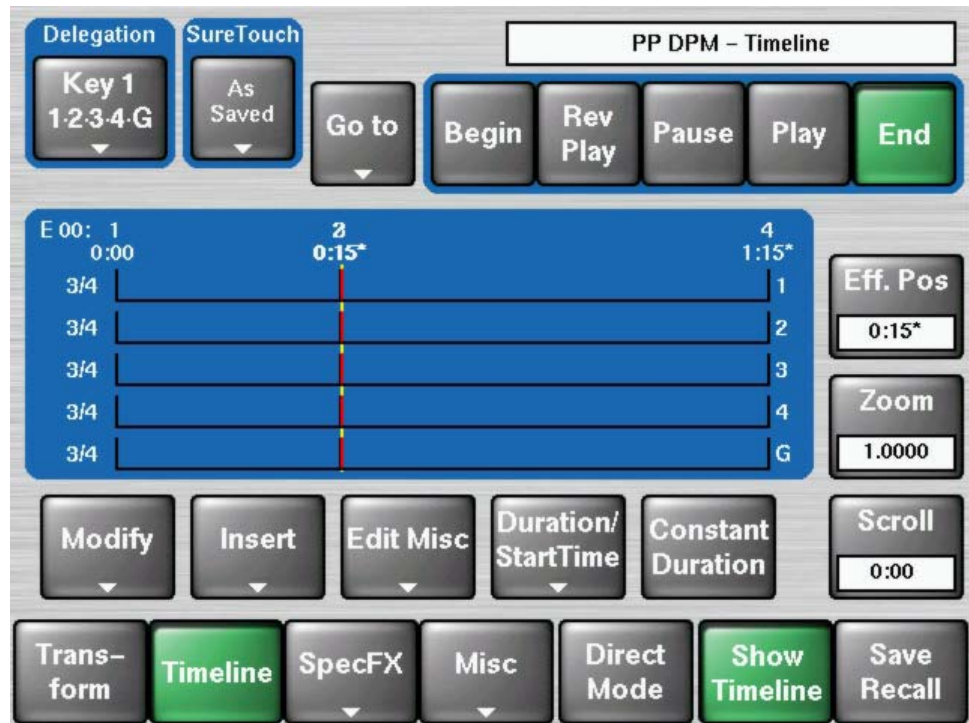 Delegation
SureTouch
PP DPM – Timeline
Key 1
1·2·3·4·G
As
Saved
Go to
Begin
Rev
Play
Pause
Play
End
E 00: 1
0:00
0:15*
4
1:15*
3/4
1
3/4
2
3/4
3
3/4
4
3/4
G
Eff. Pos
0:15*
Zoom
1.0000
Scroll
0:00
Modify
Insert
Edit Misc
Duration/
StartTime
Constant
Duration
Trans–
form
Timeline
SpecFX
Misc
Direct
Mode
Show
Timeline
Save
Recall